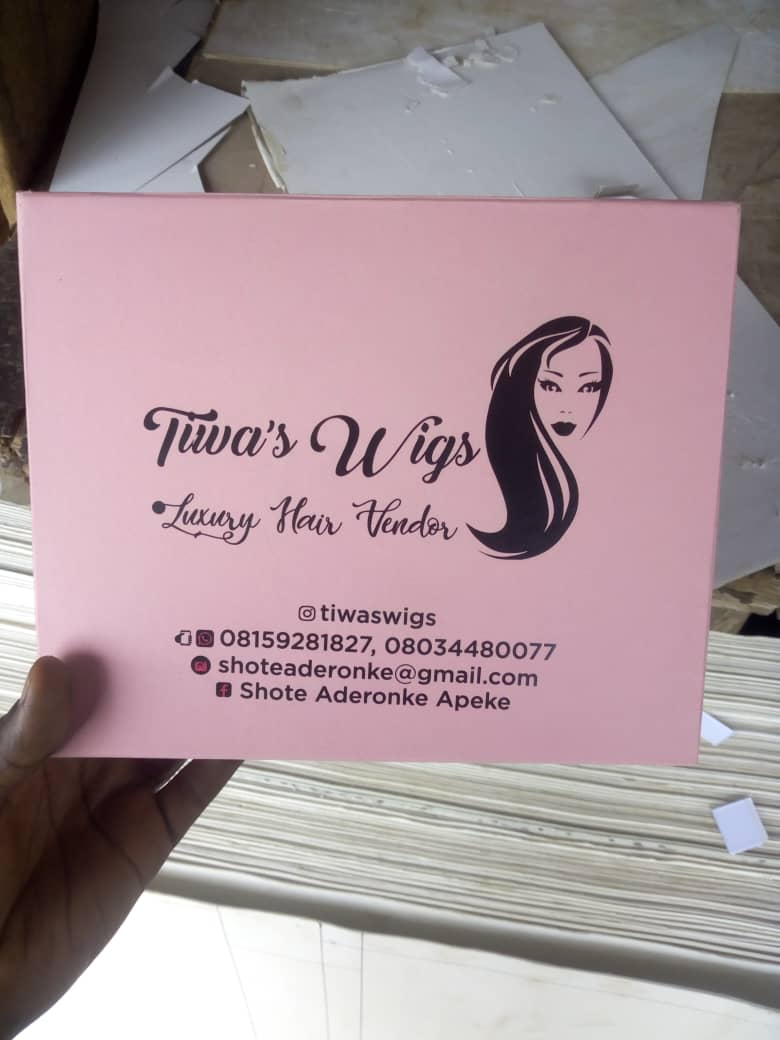 Tiwa's Wigs
Luxury Hair Vendor
tiwaswigs
08159281827, 08034480077
shoteaderonke@gmail.com
Shote Aderonke Apeke